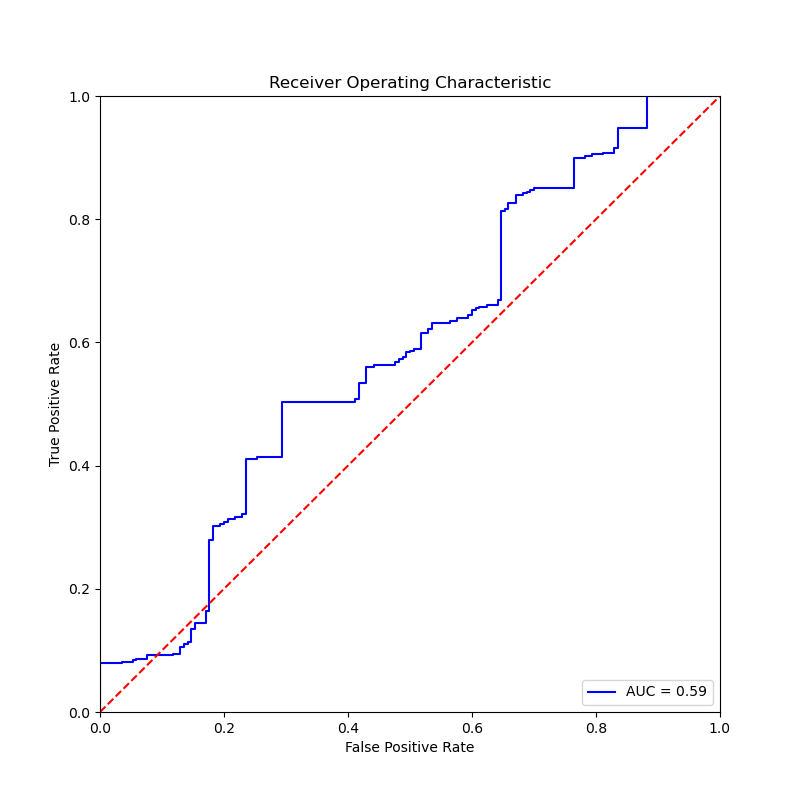 Receiver Operating Characteristic
True Positive Rate
1.0
0.8
0.6
0.4
0.2
0.0
AUC = 0.59
0.0 0.2 0.4 0.6 0.8 1.0
False Positive Rate